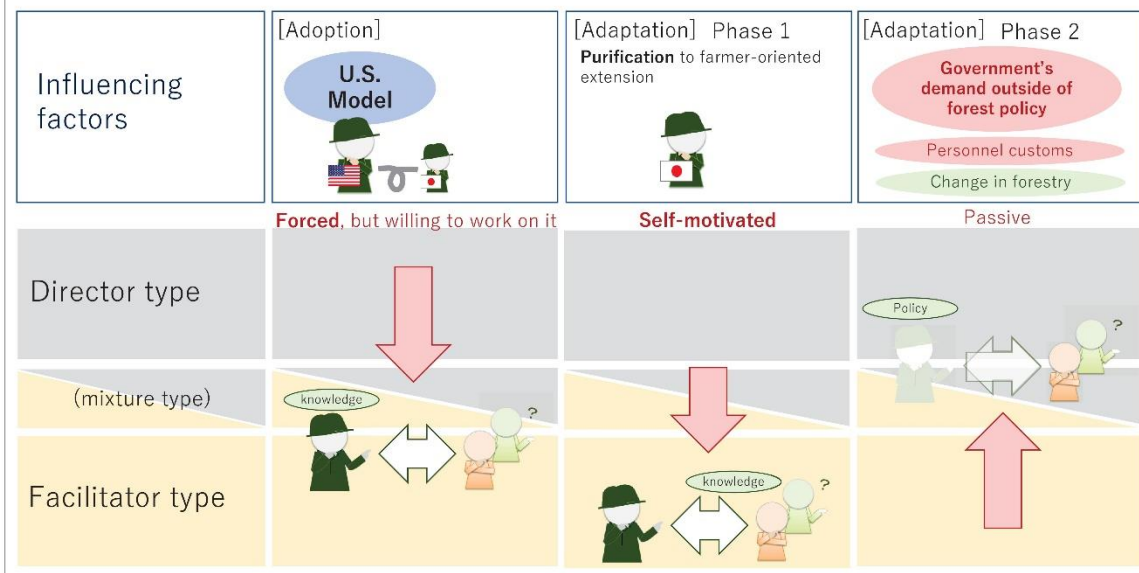 Influencing
factors
[Adoption]
U.S.
Model
[Adaptation] Phase 1
Purification to farmer-oriented
extension
[Adaptation] Phase 2
Government's
demand outside of
forest policy
Personnel customs
Change in forestry
Forced, but willing to work on it
Self-motivated
Passive
Director type
Policy
?
(mixture type)
knowledge
?
Facilitator type
knowledge
?